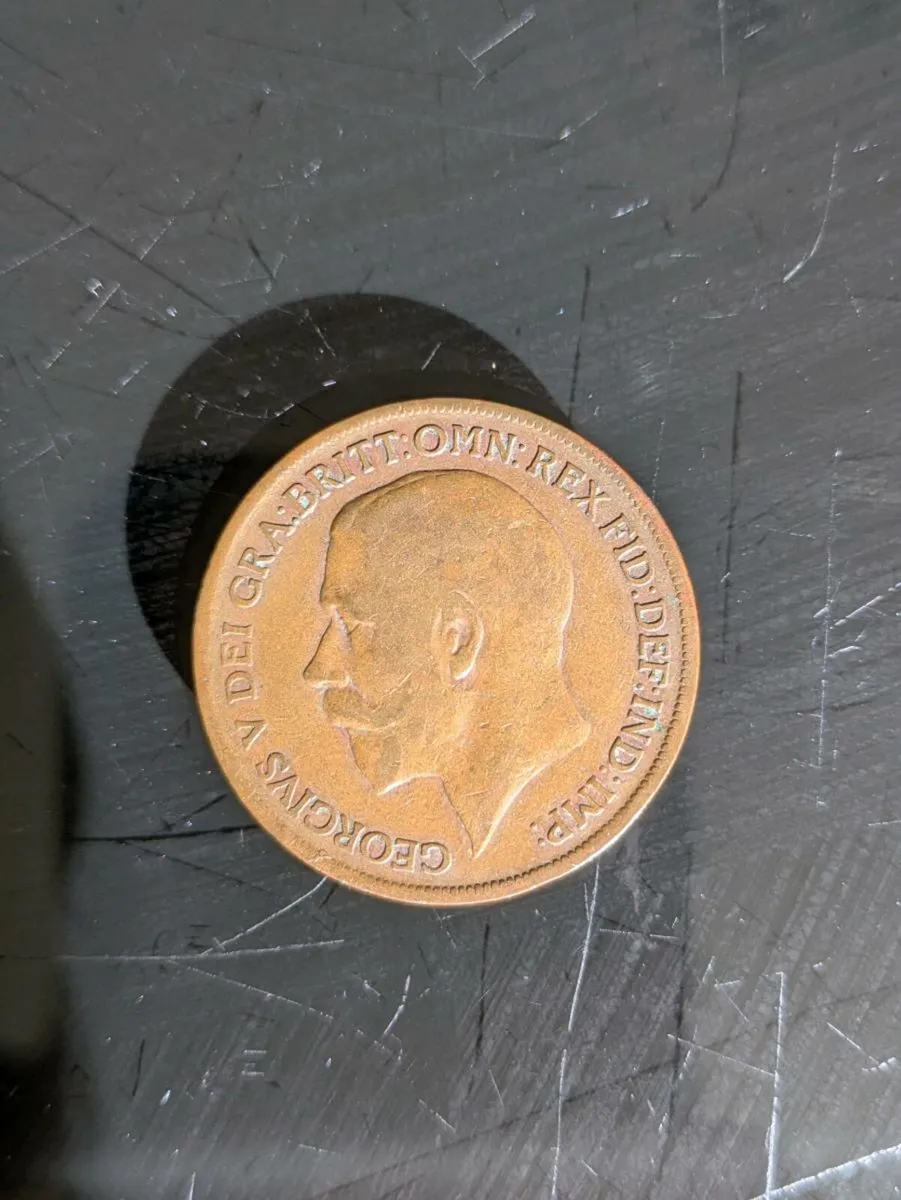 GEORGIVS V DEI GRA:BRITT:OMN:REX FID:DEF:IND:IMP: